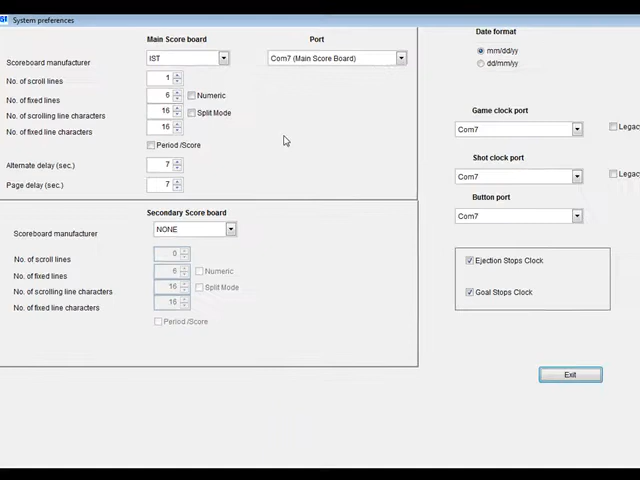 System preferences
Main Score board
Port
Scoreboard manufacturer
IST
Com7 (Main Score Board)
No. of scroll lines
1
No. of fixed lines
6
Numeric
No. of scrolling line characters
16
Split Mode
No. of fixed line characters
16
Period /Score
Alternate delay (sec.)
7
Page delay (sec.)
7
Secondary Score board
Scoreboard manufacturer
NONE
No. of scroll lines
0
No. of fixed lines
6
Numeric
No. of scrolling line characters
16
Split Mode
No. of fixed line characters
16
Period /Score
Date format
mm/dd/yy
dd/mm/yy
Game clock port
Com7
Legac
Shot clock port
Com7
Legac
Button port
Com7
Ejection Stops Clock
Goal Stops Clock
Exit